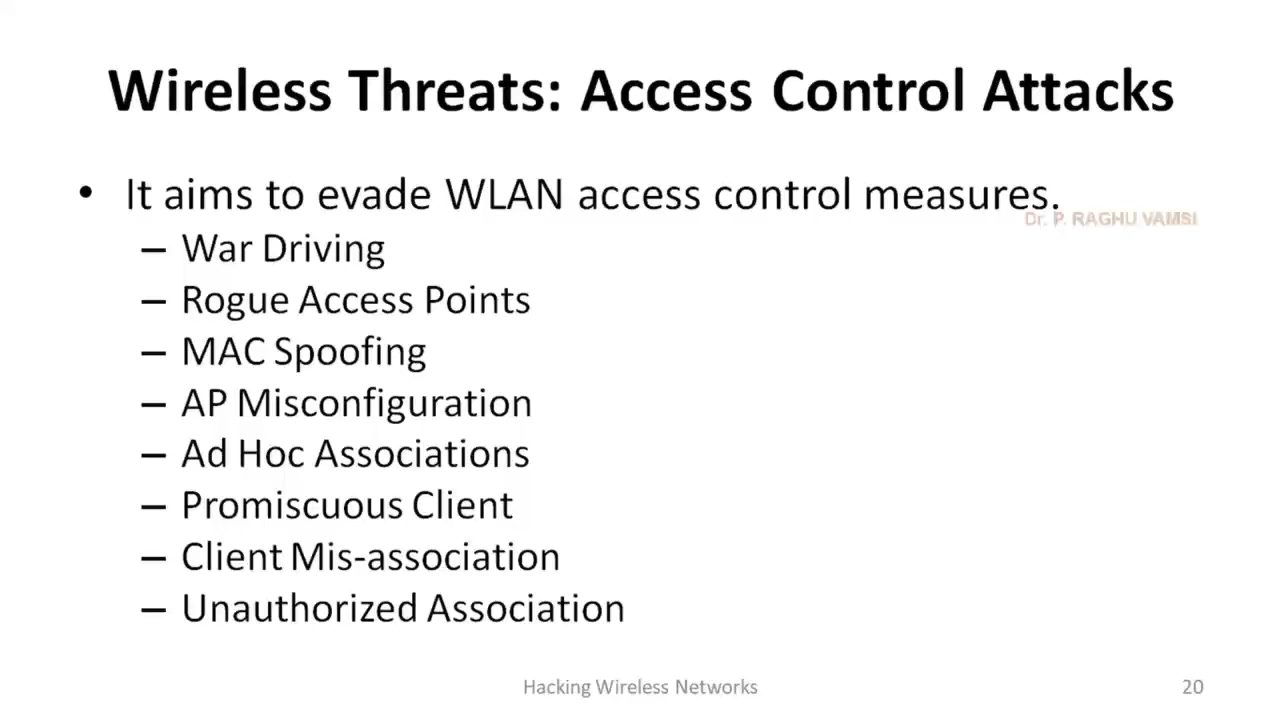 Wireless Threats: Access Control Attacks
• It aims to evade WLAN access control measures.
Dr. P. RAGHU VAMSI
– War Driving
– Rogue Access Points
– MAC Spoofing
– AP Misconfiguration
– Ad Hoc Associations
– Promiscuous Client
– Client Mis-association
– Unauthorized Association
Hacking Wireless Networks
20